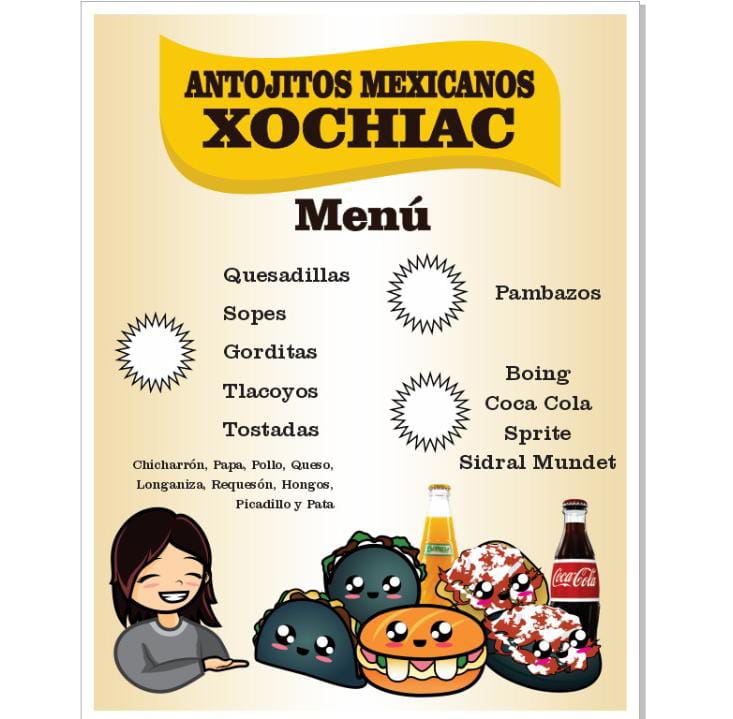 ANTOJITOS MEXICANOS
XOCHIAC
Menú
Quesadillas
Sopes
Gorditas
Tlacoyos
Tostadas
Chicharrón, Papa, Pollo, Queso,
Longaniza, Requesón, Hongos,
Picadillo y Pata
Pambazos
Boing
Coca Cola
Sprite
Sidral Mundet
Coca-Cola